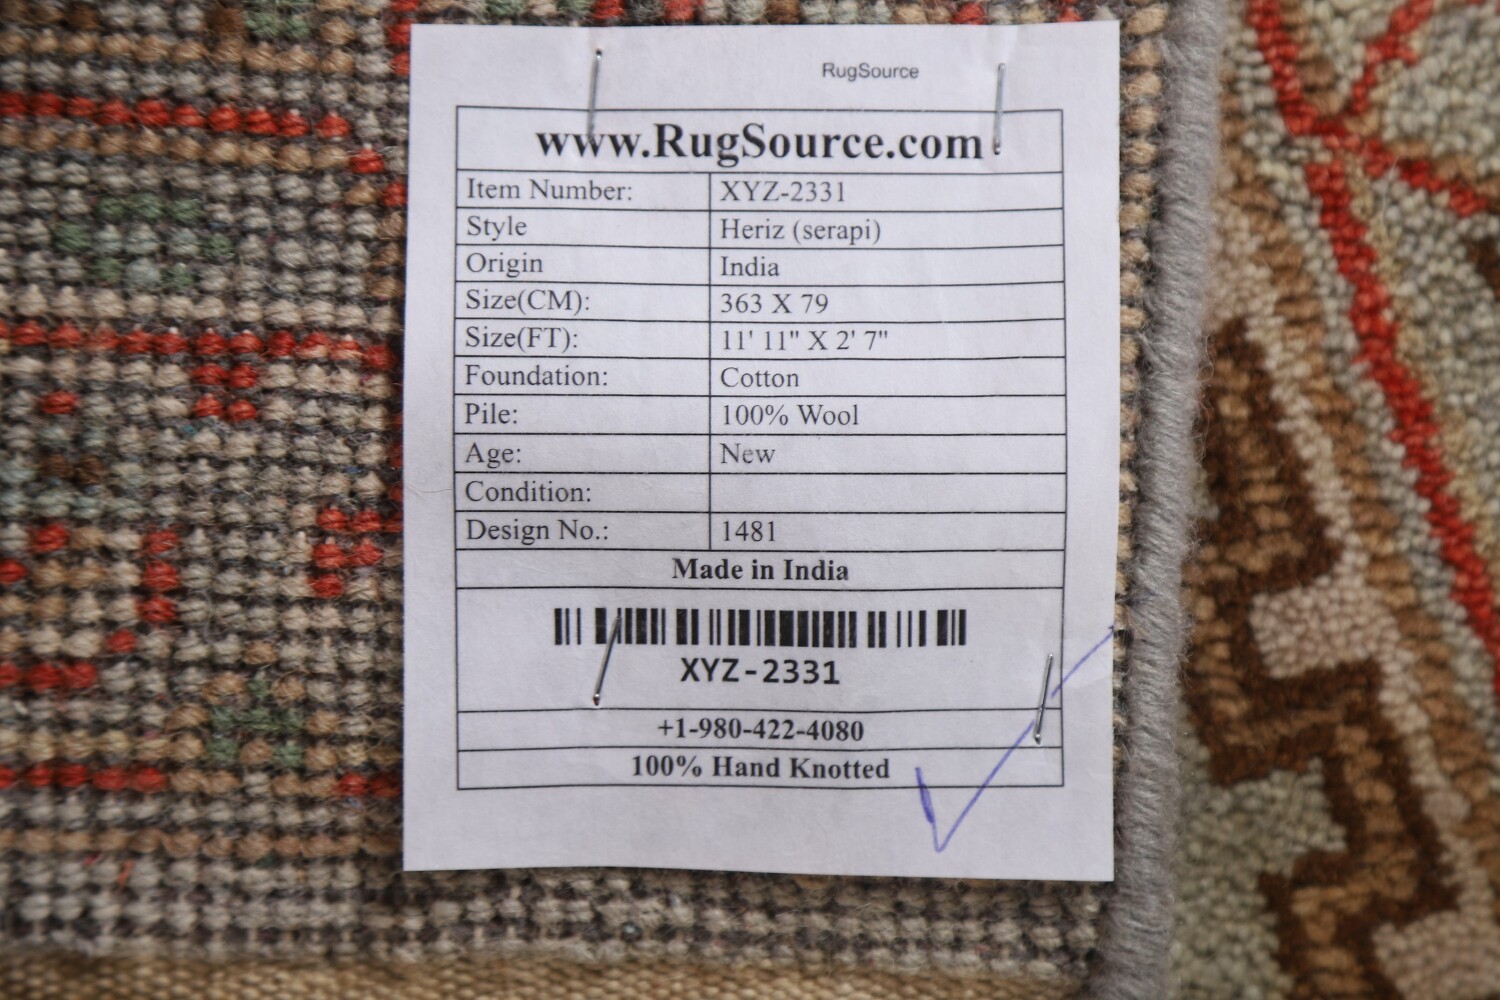 RugSource
www.RugSource.com
Item Number: XYZ-2331
Style Heriz (serapi)
Origin India
Size(CM): 363 X 79
Size(FT): 11' 11" X 2' 7"
Foundation: Cotton
Pile: 100% Wool
Age: New
Condition:
Design No.: 1481
Made in India
XYZ-2331
+1-980-422-4080
100% Hand Knotted